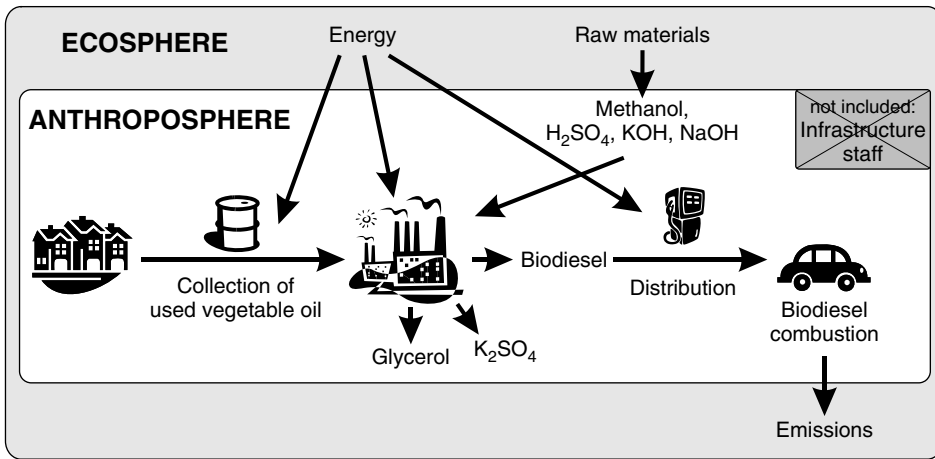 ECOSPHERE
Energy
Raw materials
ANTHROPOSPHERE
Methanol,
H₂SO₄, KOH, NaOH
not included:
Infrastructure
staff
Collection of
used vegetable oil
Biodiesel
Distribution
Biodiesel
combustion
Glycerol
K₂SO₄
Emissions